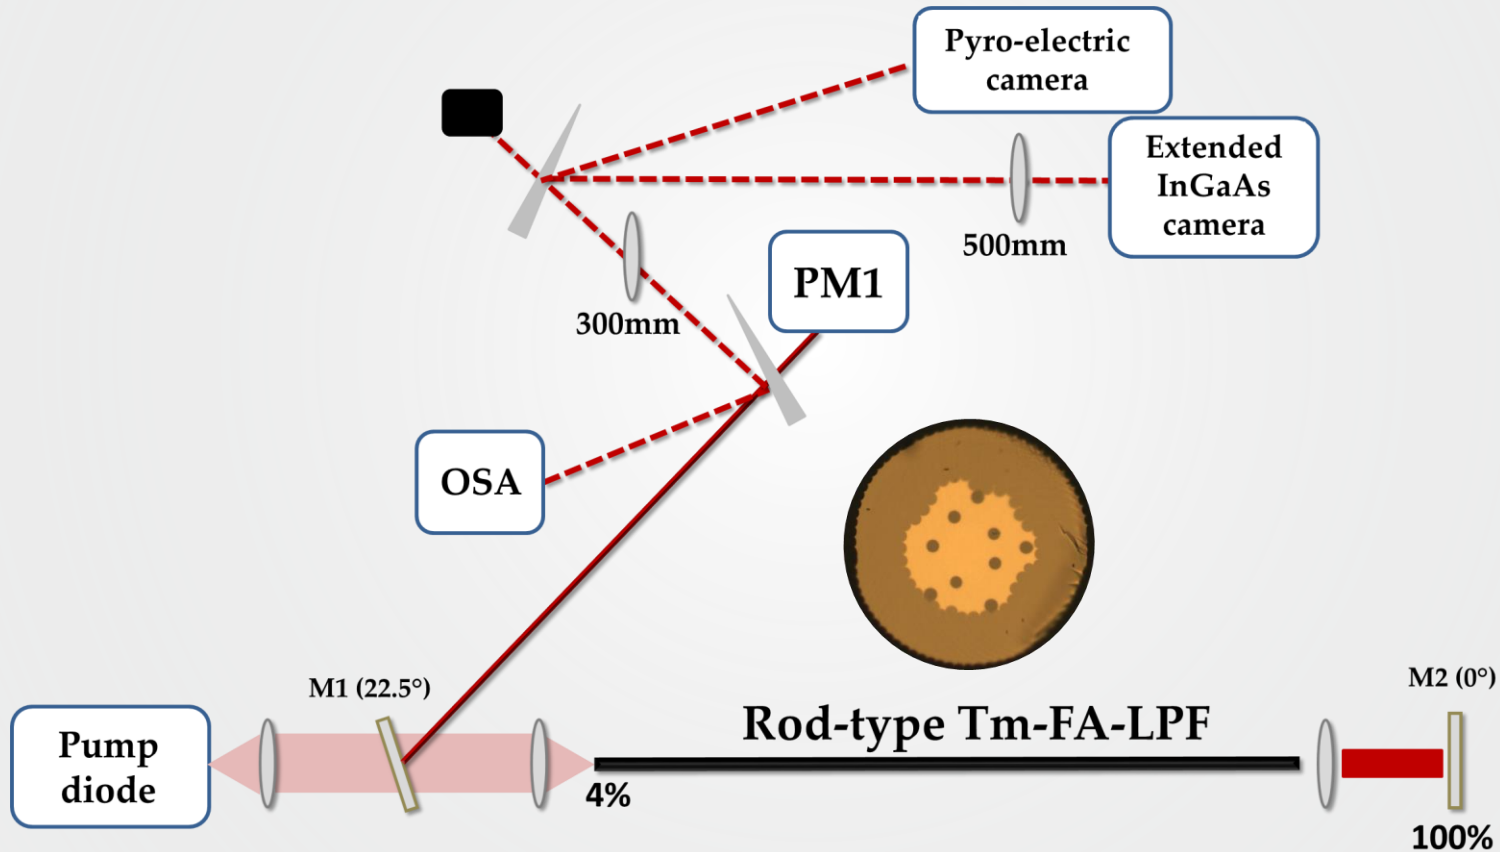 Pyro-electric
camera
Extended
InGaAs
camera
500mm
PM1
300mm
OSA
M1 (22.5°)
M2 (0°)
Rod-type Tm-FA-LPF
Pump
diode
4%
100%